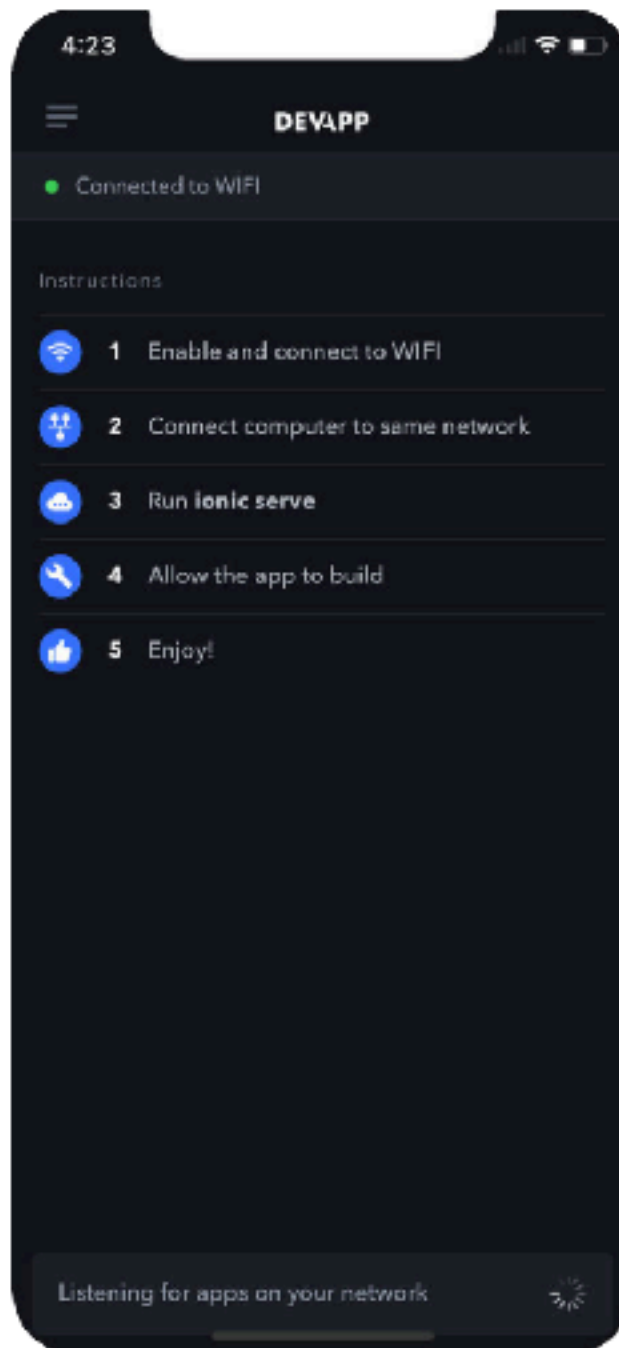 4:23
DEVAPP
Connected to WIFI
Instructions
1 Enable and connect to WIFI
2 Connect computer to same network
3 Run ionic serve
4 Allow the app to build
5 Enjoy!
Listening for apps on your network